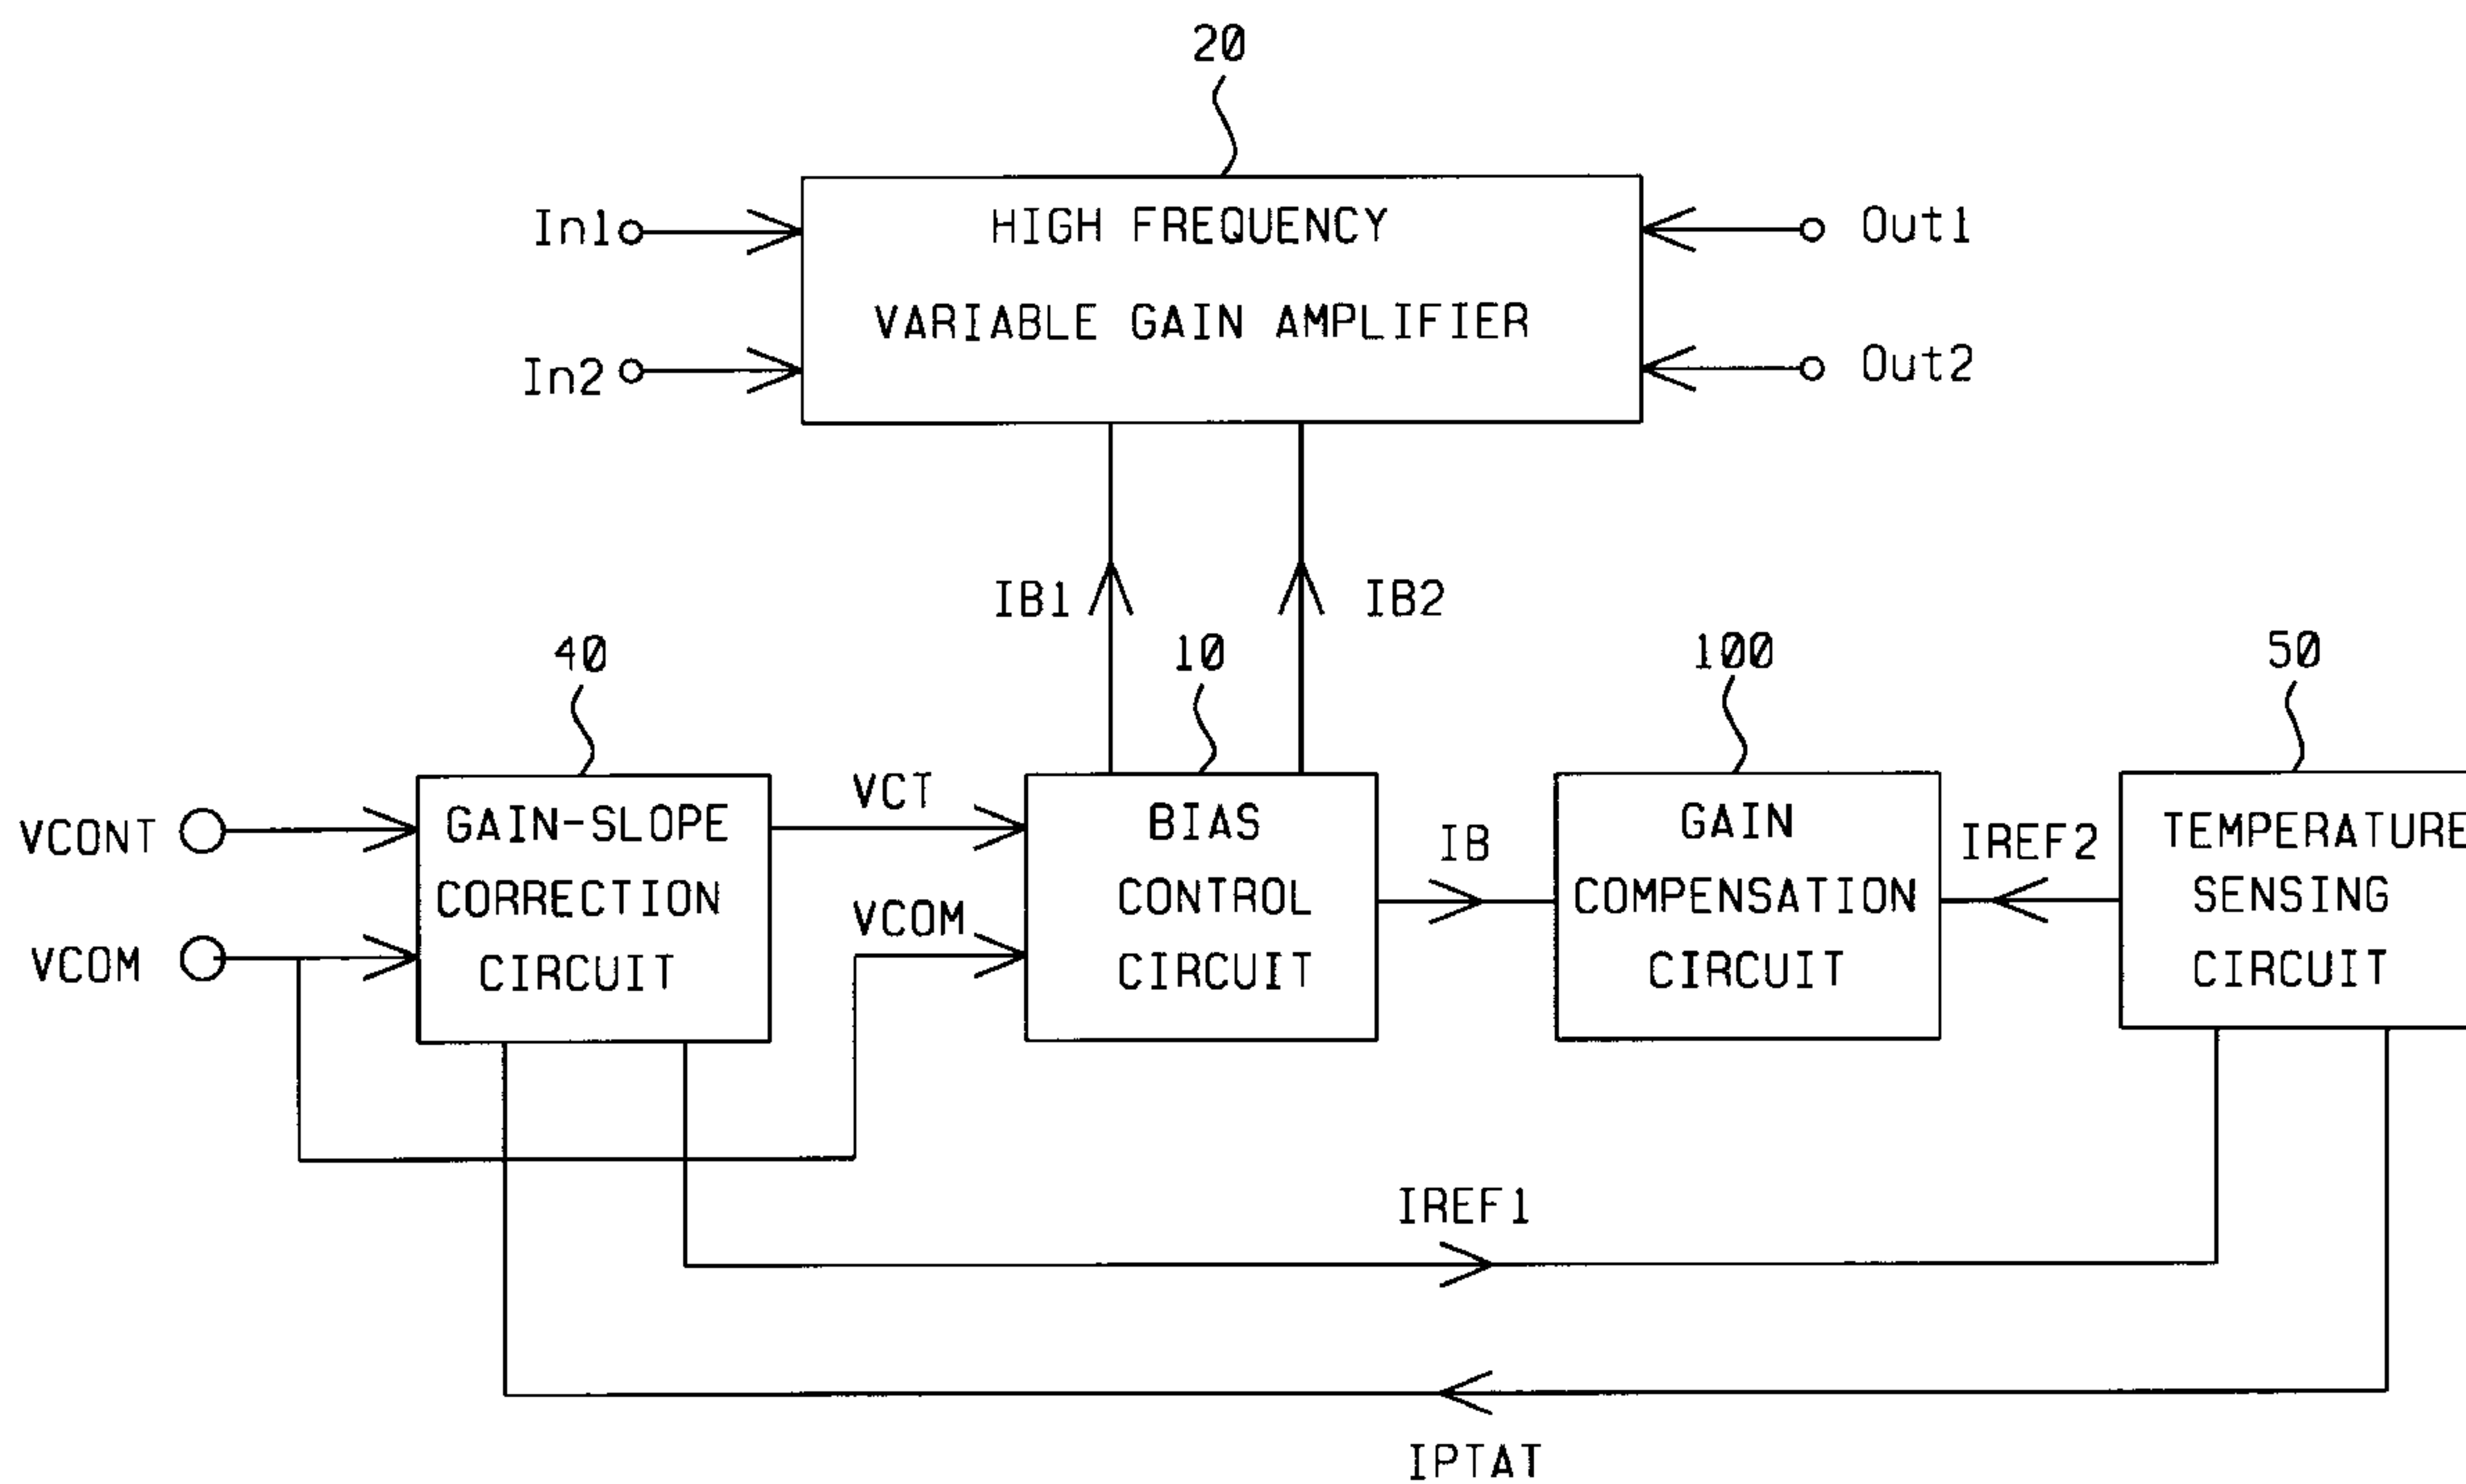 20
In1
HIGH FREQUENCY
Out1
VARIABLE GAIN AMPLIFIER
In2
Out2
IB1
IB2
40
10
100
50
VCONT
GAIN-SLOPE
CORRECTION
CIRCUIT
VCT
BIAS
CONTROL
CIRCUIT
IB
GAIN
COMPENSATION
CIRCUIT
IREF2
TEMPERATURE
SENSING
CIRCUIT
VCOM
VCOM
IREF1
IPTAT